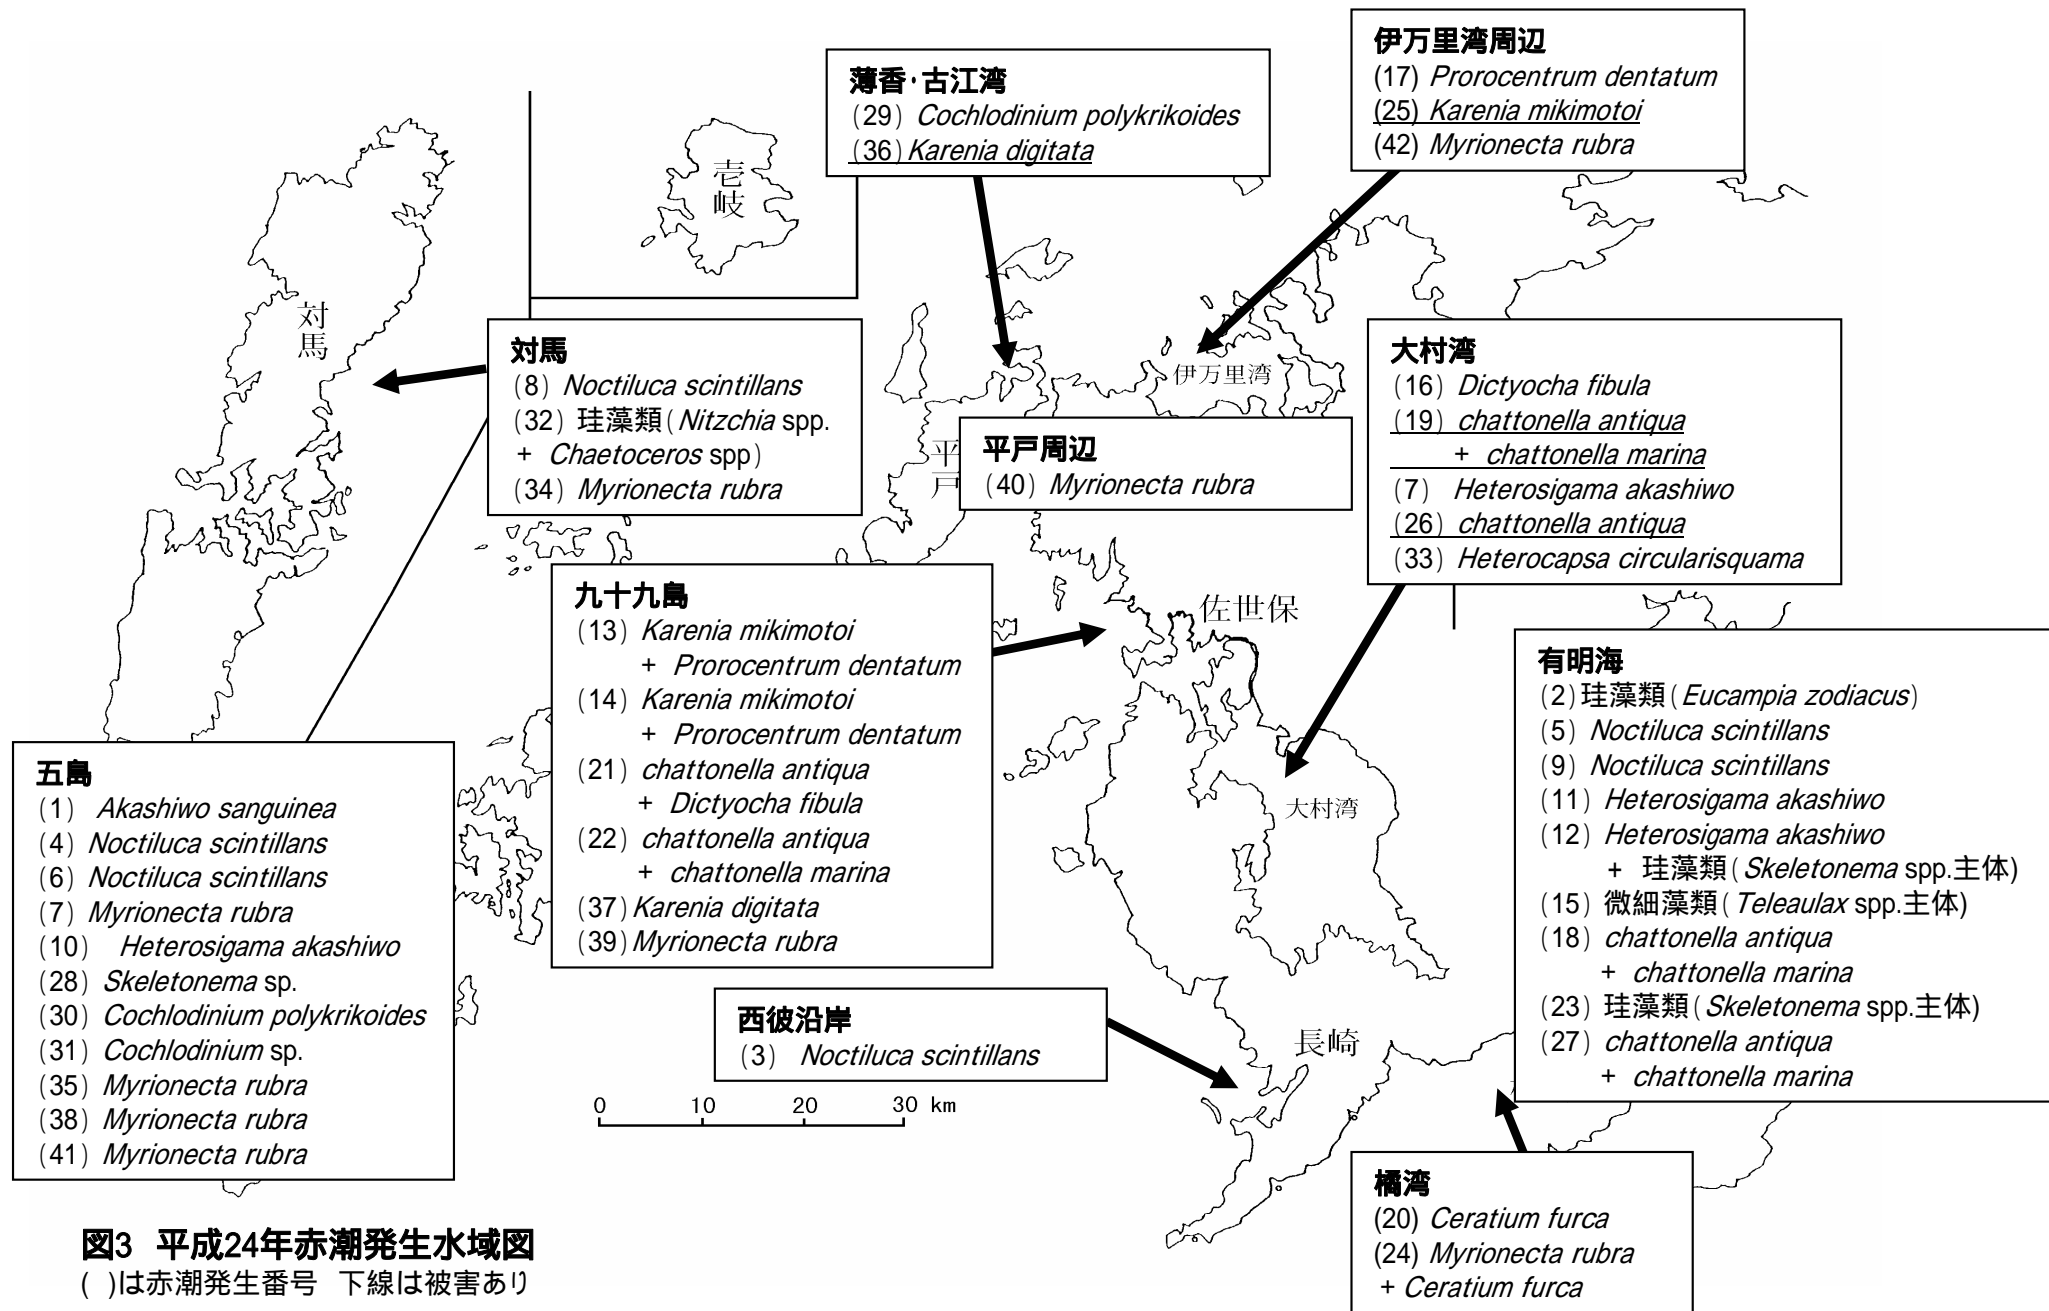 薄香・古江湾
(29) Cochlodinium polykrikoides
(36) Karenia digitata
伊万里湾周辺
(17) Prorocentrum dentatum
(25) Karenia mikimotoi
(42) Myrionecta rubra
壱岐
対馬
対馬
(8) Noctiluca scintillans
(32) 珪藻類(Nitzchia spp.
+ Chaetoceros spp)
(34) Myrionecta rubra
伊万里湾
平戸
平戸周辺
(40) Myrionecta rubra
大村湾
(16) Dictyocha fibula
(19) chattonella antiqua
+ chattonella marina
(7) Heterosigama akashiwo
(26) chattonella antiqua
(33) Heterocapsa circularisquama
九十九島
(13) Karenia mikimotoi
+ Prorocentrum dentatum
(14) Karenia mikimotoi
+ Prorocentrum dentatum
(21) chattonella antiqua
+ Dictyocha fibula
(22) chattonella antiqua
+ chattonella marina
(37) Karenia digitata
(39) Myrionecta rubra
佐世保
大村湾
有明海
(2) 珪藻類(Eucampia zodiacus)
(5) Noctiluca scintillans
(9) Noctiluca scintillans
(11) Heterosigama akashiwo
(12) Heterosigama akashiwo
+ 珪藻類(Skeletonema spp.主体)
(15) 微細藻類(Teleaulax spp.主体)
(18) chattonella antiqua
+ chattonella marina
(23) 珪藻類(Skeletonema spp.主体)
(27) chattonella antiqua
+ chattonella marina
五島
(1) Akashiwo sanguinea
(4) Noctiluca scintillans
(6) Noctiluca scintillans
(7) Myrionecta rubra
(10) Heterosigama akashiwo
(28) Skeletonema sp.
(30) Cochlodinium polykrikoides
(31) Cochlodinium sp.
(35) Myrionecta rubra
(38) Myrionecta rubra
(41) Myrionecta rubra
西彼沿岸
(3) Noctiluca scintillans
長崎
0 10 20 30 km
橘湾
(20) Ceratium furca
(24) Myrionecta rubra
+ Ceratium furca
図3 平成24年赤潮発生水域図
( )は赤潮発生番号 下線は被害あり